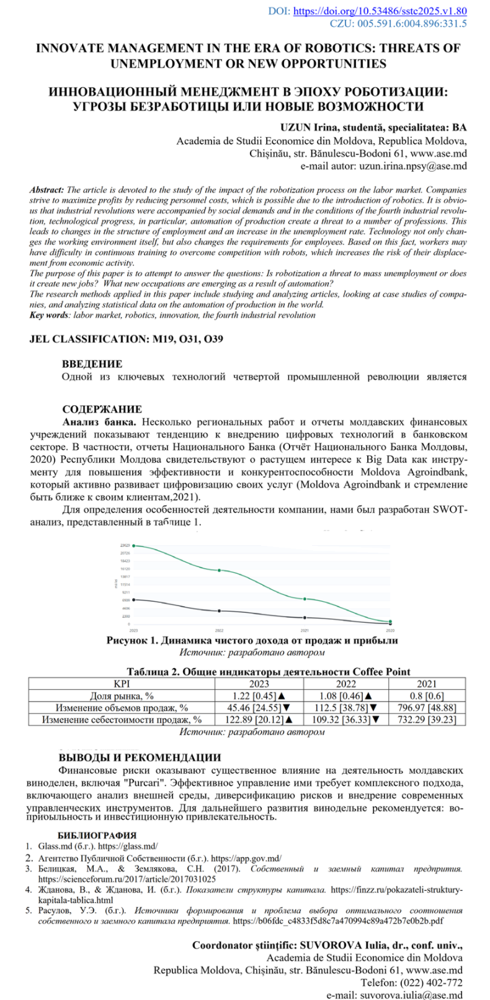 DOI: https://doi.org/10.53486/sstc2025.v1.80
CZU: 005.591.6:004.896:331.5
INNOVATE MANAGEMENT IN THE ERA OF ROBOTICS: THREATS OF
UNEMPLOYMENT OR NEW OPPORTUNITIES
ИННОВАЦИОННЫЙ МЕНЕДЖМЕНТ В ЭПОХУ РОБОТИЗАЦИИ:
УГРОЗЫ БЕЗРАБОТИЦЫ ИЛИ НОВЫЕ ВОЗМОЖНОСТИ
UZUN Irina, studentă, specialitatea: BA
Academia de Studii Economice din Moldova, Republica Moldova,
Chișinău, str. Bănulescu-Bodoni 61, www.ase.md
e-mail autor: uzun.irina.npsy@ase.md
Abstract: The article is devoted to the study of the impact of the robotization process on the labor market. Companies
strive to maximize profits by reducing personnel costs, which is possible due to the introduction of robotics. It is obvio-
us that industrial revolutions were accompanied by social demands and in the conditions of the fourth industrial revolu-
tion, technological progress, in particular, automation of production create a threat to a number of professions. This
leads to changes in the structure of employment and an increase in the unemployment rate. Technology not only chan-
ges the working environment itself, but also changes the requirements for employees. Based on this fact, workers may
have difficulty in continuous training to overcome competition with robots, which increases the risk of their displace-
ment from economic activity.
The purpose of this paper is to attempt to answer the questions: Is robotization a threat to mass unemployment or does
it create new jobs? What new occupations are emerging as a result of automation?
The research methods applied in this paper include studying and analyzing articles, looking at case studies of compa-
nies, and analyzing statistical data on the automation of production in the world.
Key words: labor market, robotics, innovation, the fourth industrial revolution
JEL CLASSIFICATION: M19, O31, O39
ВВЕДЕНИЕ
Одной из ключевых технологий четвертой промышленной революции является
СОДЕРЖАНИЕ
Анализ банка. Несколько региональных работ и отчеты молдавских финансовых
учреждений показывают тенденцию к внедрению цифровых технологий в банковском
секторе. В частности, отчеты Национального Банка (Отчёт Национального Банка Молдовы,
2020) Республики Молдова свидетельствуют о растущем интересе к Big Data как инстру-
менту для повышения эффективности и конкурентоспособности Moldova Agroindbank,
который активно развивает цифровизацию своих услуг (Moldova Agroindbank и стремление
быть ближе к своим клиентам,2021).
Для определения особенностей деятельности компании, нами был разработан SWOT-
анализ, представленный в таблице 1.
23029
20726
18423
16120
13817
11514
9211
6909
4606
2303
0
2023 2022 2021 2020
Рисунок 1. Динамика чистого дохода от продаж и прибыли
Источник: разработано автором
Таблица 2. Общие индикаторы деятельности Coffee Point
KPI 2023 2022 2021
Доля рынка, % 1.22 [0.45]▲ 1.08 [0.46]▲ 0.8 [0.6]
Изменение объемов продаж, % 45.46 [24.55]▼ 112.5 [38.78]▼ 796.97 [48.88]
Изменение себестоимости продаж, % 122.89 [20.12]▲ 109.32 [36.33]▼ 732.29 [39.23]
Источник: разработано автором
ВЫВОДЫ И РЕКОМЕНДАЦИИ
Финансовые риски оказывают существенное влияние на деятельность молдавских
виноделен, включая "Purcari". Эффективное управление ими требует комплексного подхода,
включающего анализ внешней среды, диверсификацию рисков и внедрение современных
управленческих инструментов. Для дальнейшего развития винодельне рекомендуется: во-
прибыльность и инвестиционную привлекательность.
БИБЛИОГРАФИЯ
1. Glass.md (б.г.). https://glass.md/
2. Агентство Публичной Собственности (б.г.). https://app.gov.md/
3. Белицкая, М.А., & Землякова, С.Н. (2017). Собственный и заемный капитал предпрития.
https://scienceforum.ru/2017/article/2017031025
4. Жданова, В., & Жданова, И. (б.г.). Показатели структуры капитала. https://finzz.ru/pokazateli-struktury-
kapitala-tablica.html
5. Расулов, У.Э. (б.г.). Источники формирования и проблема выбора оптимального соотношения
собственного и заемного капитала предприятия. https://b06fdc_c4833f5d8c7a470994c89a472b7e0b2b.pdf
Coordonator științific: SUVOROVA Iulia, dr., conf. univ.,
Academia de Studii Economice din Moldova
Republica Moldova, Chișinău, str. Bănulescu-Bodoni 61, www.ase.md
Telefon: (022) 402-772
e-mail: suvorova.iulia@ase.md